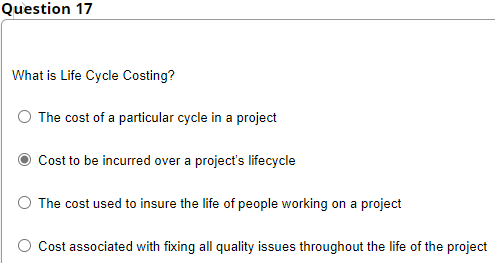 Question 17
What is Life Cycle Costing?
The cost of a particular cycle in a project
Cost to be incurred over a project's lifecycle
The cost used to insure the life of people working on a project
Cost associated with fixing all quality issues throughout the life of the project